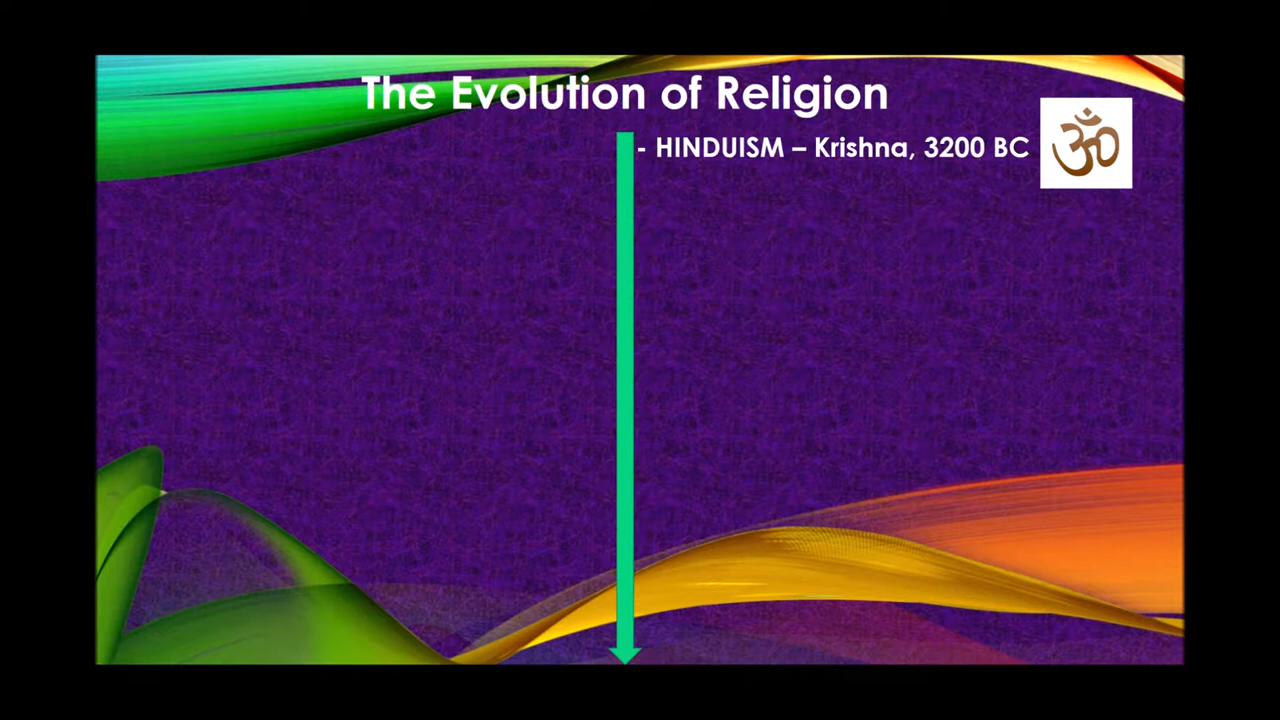 The Evolution of Religion
- HINDUISM – Krishna, 3200 BC
ॐ